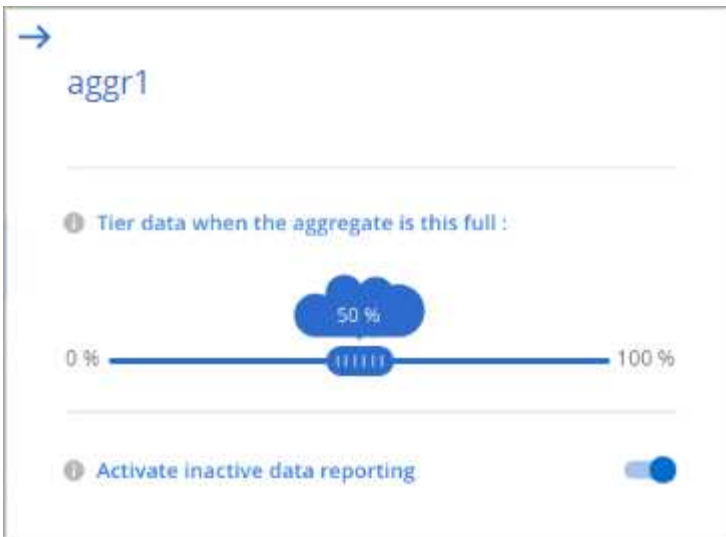 aggr1
Tier data when the aggregate is this full :
50 %
0 % 100 %
Activate inactive data reporting